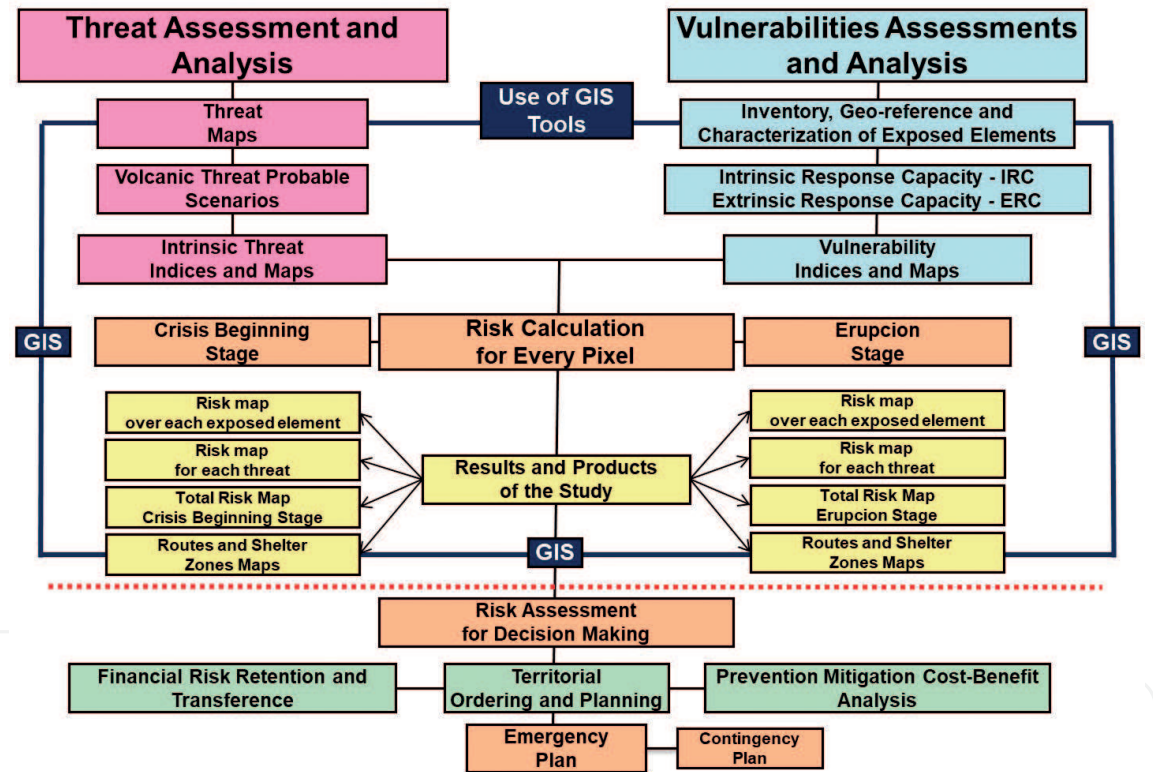 Threat Assessment and
Analysis
Vulnerabilities Assessments
and Analysis
Use of GIS
Tools
Threat
Maps
Inventory, Geo-reference and
Characterization of Exposed Elements
Volcanic Threat Probable
Scenarios
Intrinsic Response Capacity - IRC
Extrinsic Response Capacity - ERC
Intrinsic Threat
Indices and Maps
Vulnerability
Indices and Maps
GIS
Crisis Beginning
Stage
Risk Calculation
for Every Pixel
Erupcion
Stage
GIS
Risk map
over each exposed element
Risk map
for each threat
Total Risk Map
Crisis Beginning Stage
Routes and Shelter
Zones Maps
Results and Products
of the Study
Risk map
over each exposed element
Risk map
for each threat
Total Risk Map
Erupcion Stage
Routes and Shelter
Zones Maps
GIS
Risk Assessment
for Decision Making
Financial Risk Retention and
Transference
Territorial
Ordering and Planning
Prevention Mitigation Cost-Benefit
Analysis
Emergency
Plan
Contingency
Plan